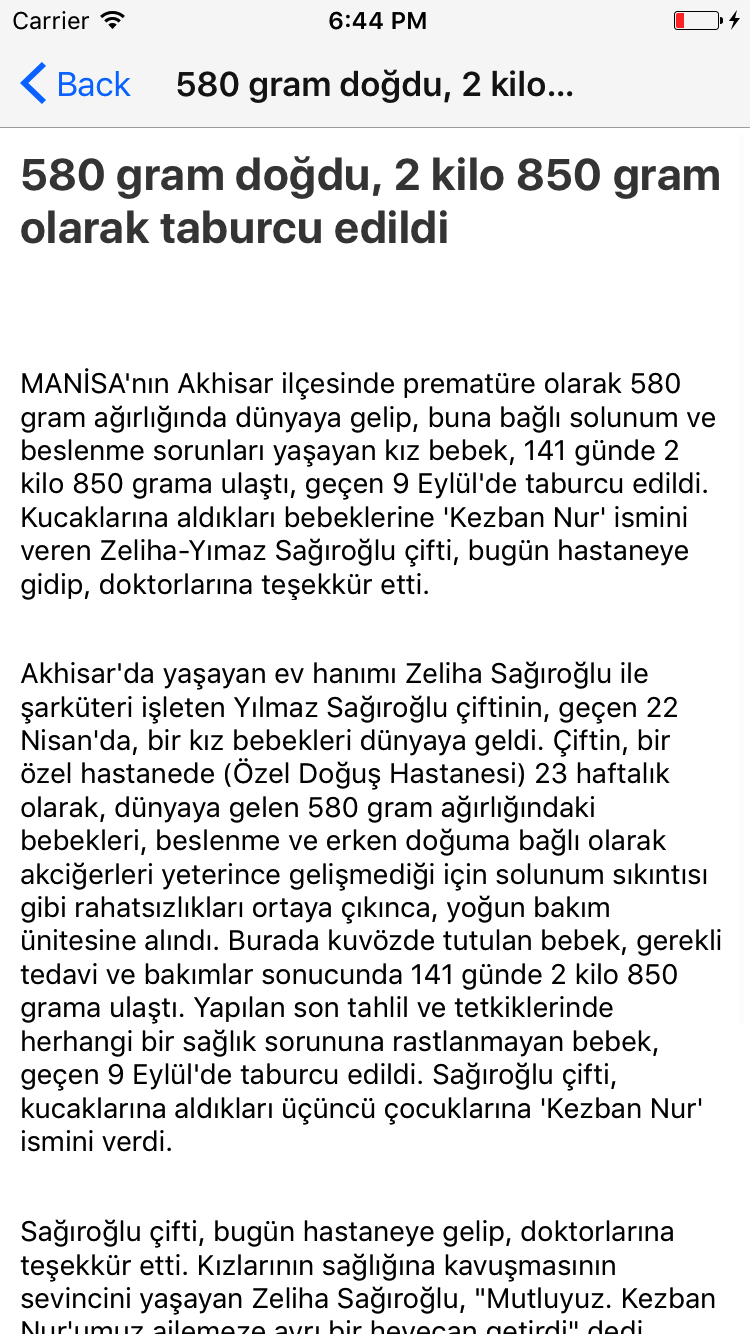 Carrier
6:44 PM
Back
580 gram doğdu, 2 kilo...
580 gram doğdu, 2 kilo 850 gram
olarak taburcu edildi
MANİSA'nın Akhisar ilçesinde prematüre olarak 580
gram ağırlığında dünyaya gelip, buna bağlı solunum ve
beslenme sorunları yaşayan kız bebek, 141 günde 2
kilo 850 grama ulaştı, geçen 9 Eylül'de taburcu edildi.
Kucaklarına aldıkları bebeklerine 'Kezban Nur' ismini
veren Zeliha-Yımaz Sağıroğlu çifti, bugün hastaneye
gidip, doktorlarına teşekkür etti.
Akhisar'da yaşayan ev hanımı Zeliha Sağıroğlu ile
şarküteri işleten Yılmaz Sağıroğlu çiftinin, geçen 22
Nisan'da, bir kız bebekleri dünyaya geldi. Çiftin, bir
özel hastanede (Özel Doğuş Hastanesi) 23 haftalık
olarak, dünyaya gelen 580 gram ağırlığındaki
bebekleri, beslenme ve erken doğuma bağlı olarak
akciğerleri yeterince gelişmediği için solunum sıkıntısı
gibi rahatsızlıkları ortaya çıkınca, yoğun bakım
ünitesine alındı. Burada kuvözde tutulan bebek, gerekli
tedavi ve bakımlar sonucunda 141 günde 2 kilo 850
grama ulaştı. Yapılan son tahlil ve tetkiklerinde
herhangi bir sağlık sorununa rastlanmayan bebek,
geçen 9 Eylül'de taburcu edildi. Sağıroğlu çifti,
kucaklarına aldıkları üçüncü çocuklarına 'Kezban Nur'
ismini verdi.
Sağıroğlu çifti, bugün hastaneye gelip, doktorlarına
teşekkür etti. Kızlarının sağlığına kavuşmasının
sevincini yaşayan Zeliha Sağıroğlu, "Mutluyuz. Kezban
Nur'umuz ailemeze ayrı bir heyecan getirdi" dedi.